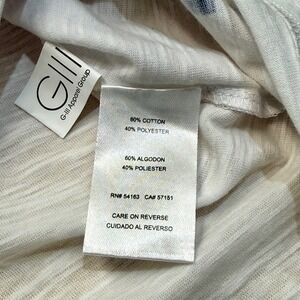 GIII
G-III Apparel Group
60% COTTON
40% POLYESTER
60% ALGODON
40% POLIESTER
RN# 54163 CA# 57151
CARE ON REVERSE
CUIDADO AL REVERSO